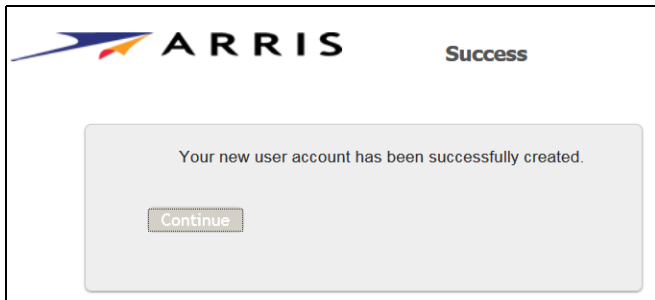 ARRIS
Success
Your new user account has been successfully created.
Continue